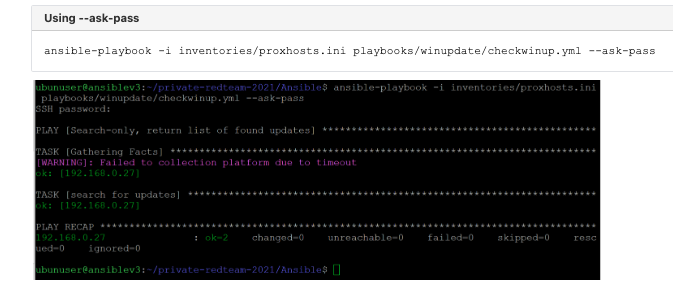 Using --ask-pass
ansible-playbook -i inventories/proxhosts.ini playbooks/winupdate/checkwinup.yml --ask-pass
ubunuser@ansiblev3:~/private-redteam-2021/Ansible$ ansible-playbook -i inventories/proxhosts.ini
playbooks/winupdate/checkwinup.yml --ask-pass
SSH password:
PLAY [Search-only, return list of found updates] *************************************************
TASK [Gathering Facts] ***************************************************************************
[WARNING]: Failed to collection platform due to timeout
ok: [192.168.0.27]
TASK [search for updates] ************************************************************************
ok: [192.168.0.27]
PLAY RECAP ***************************************************************************************
192.168.0.27 : ok=2 changed=0 unreachable=0 failed=0 skipped=0 resc
ued=0 ignored=0
ubunuser@ansiblev3:~/private-redteam-2021/Ansible$